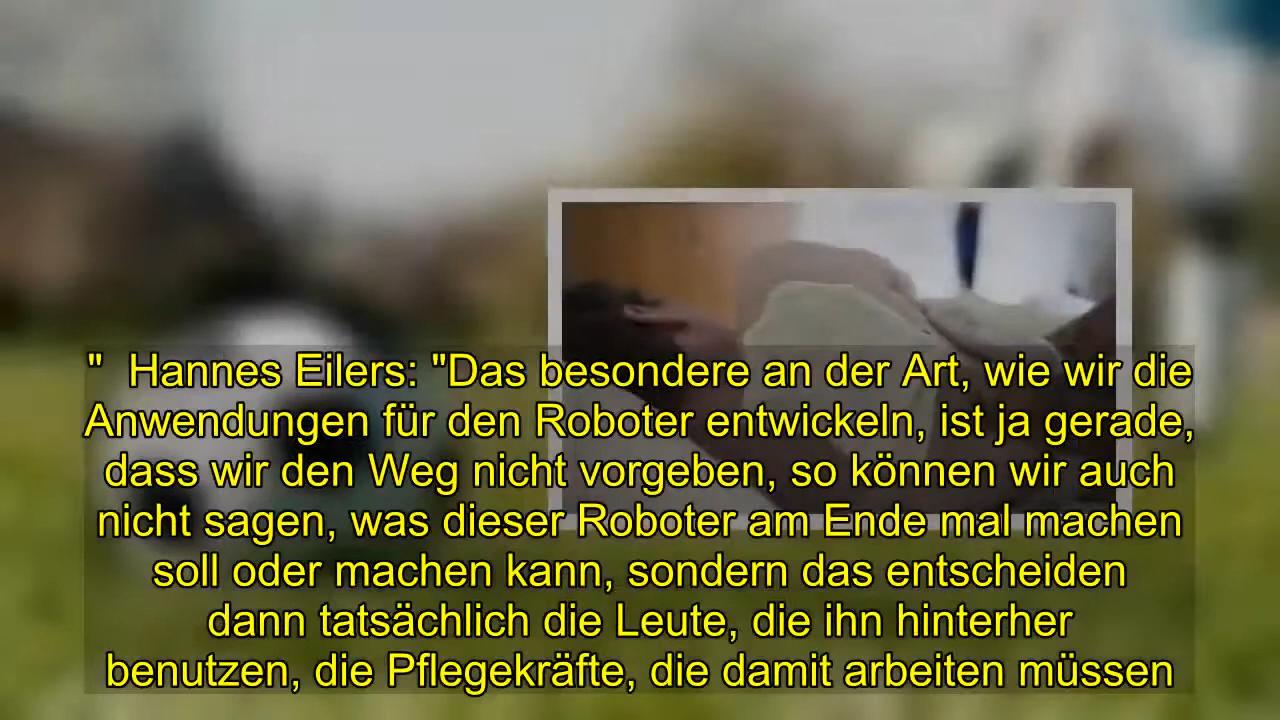 "  Hannes Eilers: "Das besondere an der Art, wie wir die
Anwendungen für den Roboter entwickeln, ist ja gerade,
dass wir den Weg nicht vorgeben, so können wir auch
nicht sagen, was dieser Roboter am Ende mal machen
soll oder machen kann, sondern das entscheiden
dann tatsächlich die Leute, die ihn hinterher
benutzen, die Pflegekräfte, die damit arbeiten müssen